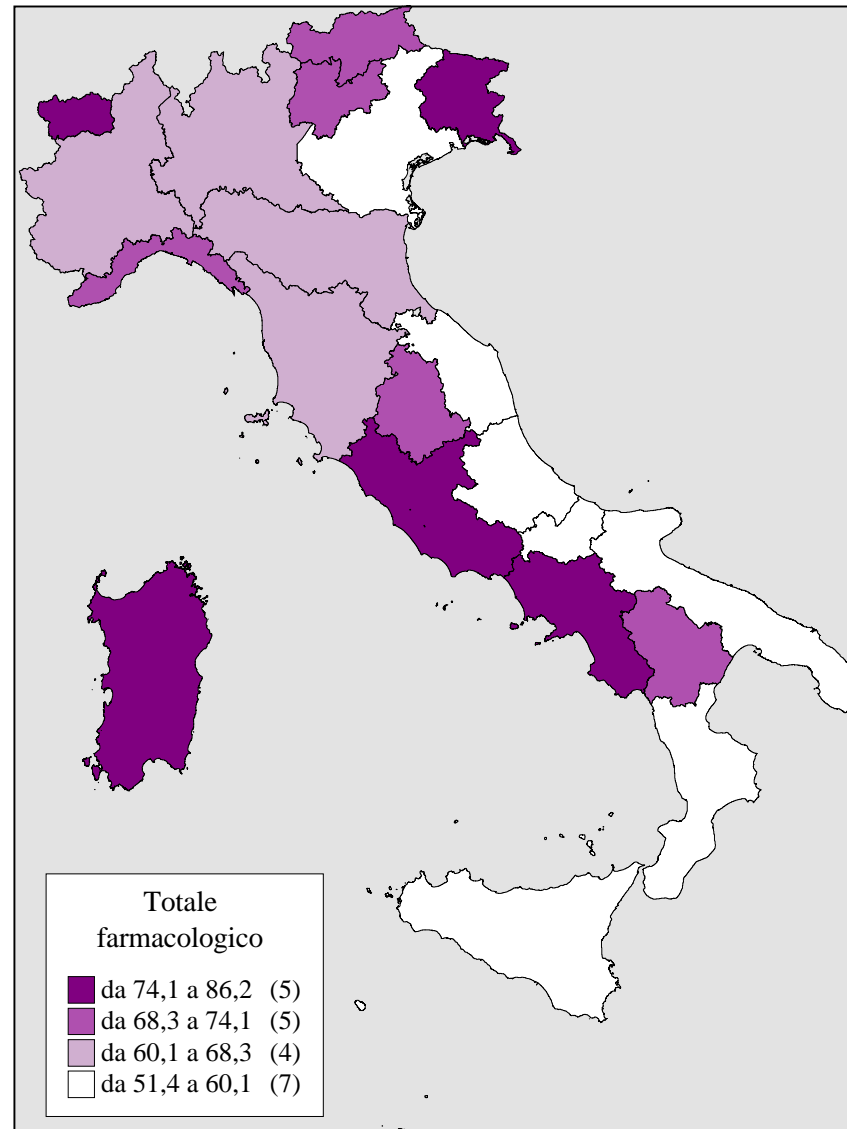 Totale
farmacologico
da 74,1 a 86,2 (5)
da 68,3 a 74,1 (5)
da 60,1 a 68,3 (4)
da 51,4 a 60,1 (7)